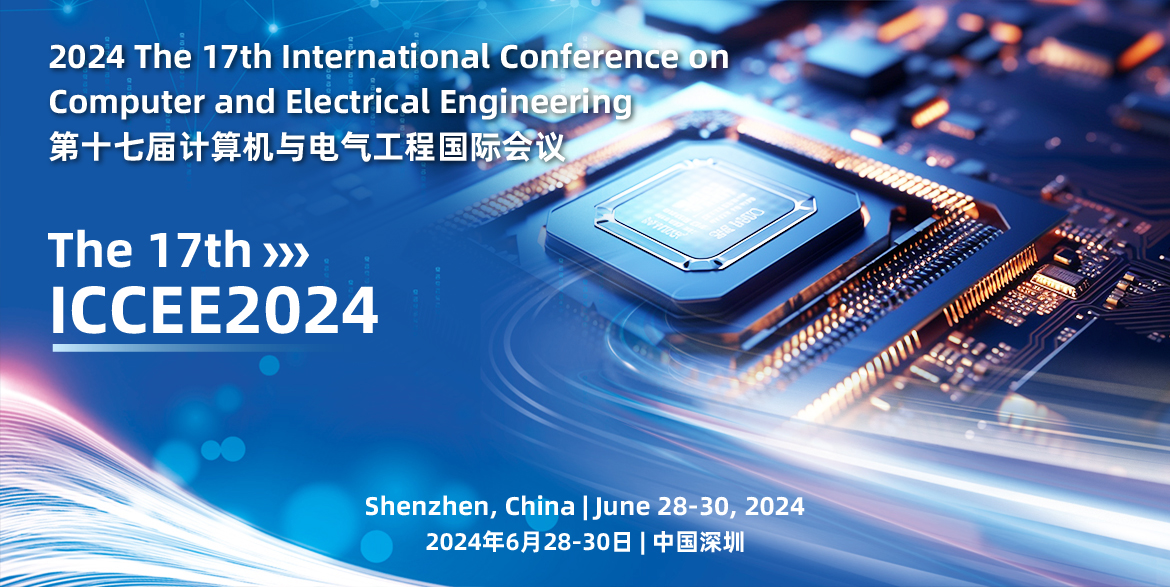 2024 The 17th International Conference on
Computer and Electrical Engineering
第十七届计算机与电气工程国际会议
The 17th >>>
ICCEE2024
Shenzhen, China | June 28-30, 2024
2024年6月28-30日 | 中国深圳